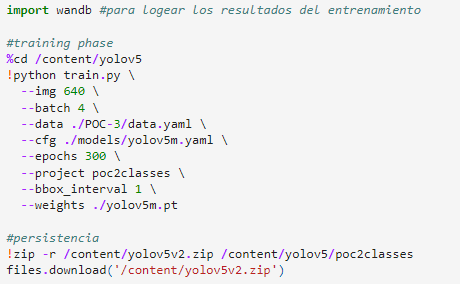 import wandb #para logear los resultados del entrenamiento
#training phase
%cd /content/yolov5
!python train.py \
--img 640 \
--batch 4 \
--data ./POC-3/data.yaml \
--cfg ./models/yolov5m.yaml \
--epochs 300 \
--project poc2classes \
--bbox_interval 1 \
--weights ./yolov5m.pt
#persistencia
!zip -r /content/yolov5v2.zip /content/yolov5/poc2classes
files.download('/content/yolov5v2.zip')